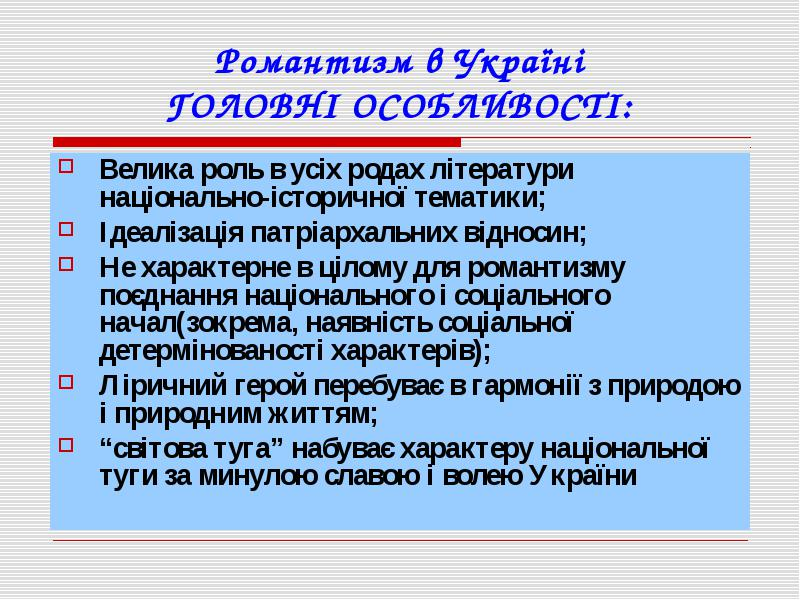 Романтизм в Україні
ГОЛОВНІ ОСОБЛИВОСТІ:
Велика роль в усіх родах літератури
національно-історичної тематики;
Ідеалізація патріархальних відносин;
Не характерне в цілому для романтизму
поєднання національного і соціального
начал(зокрема, наявність соціальної
детермінованості характерів);
Ліричний герой перебуває в гармонії з природою
і природним життям;
“світова туга” набуває характеру національної
туги за минулою славою і волею України